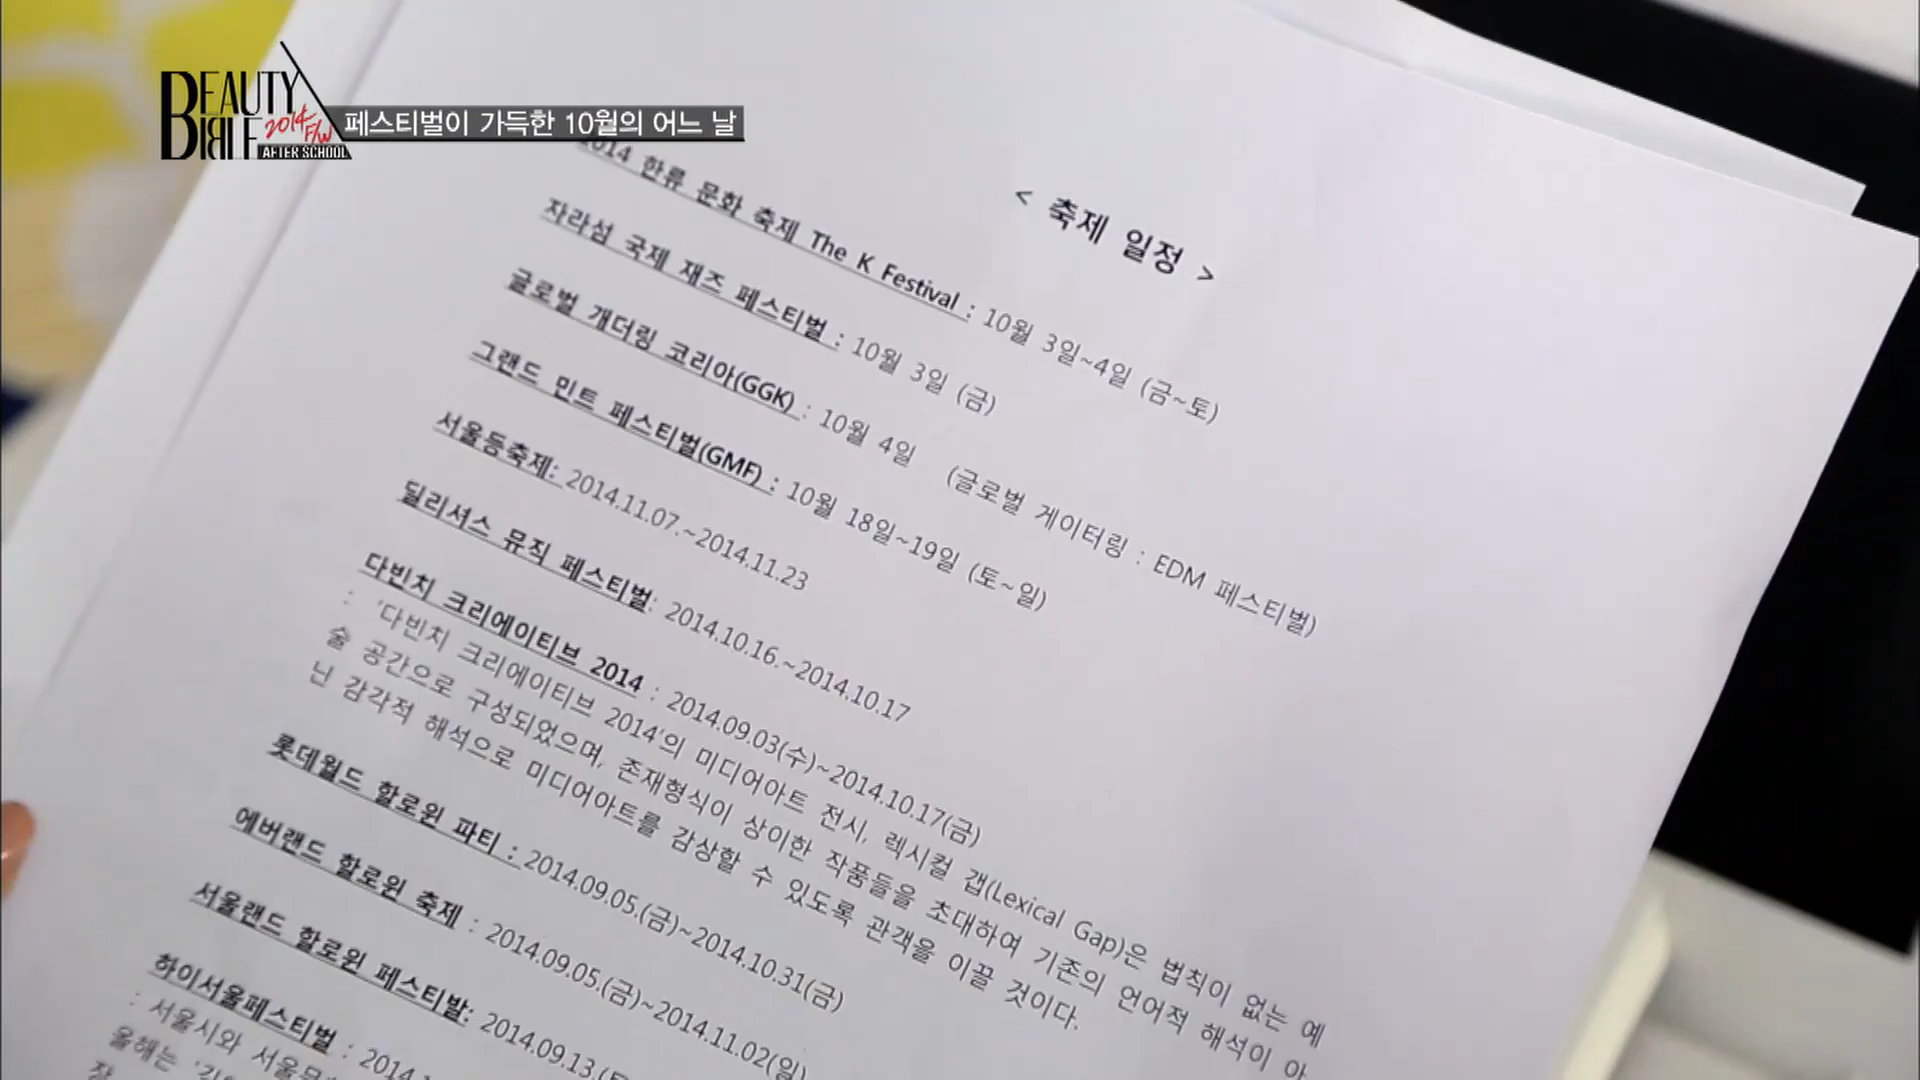 BEAUTY
BIBLE 2014 F/W
AFTER SCHOOL
페스티벌이 가득한 10월의 어느 날
< 축제 일정 >
2014 한류 문화 축제 The K Festival : 10월 3일~4일 (금~토)
자라섬 국제 재즈 페스티벌 : 10월 3일 (금)
글로벌 개더링 코리아(GGK) : 10월 4일 (글로벌 게이터링 : EDM 페스티벌)
그랜드 민트 페스티벌(GMF) : 10월 18일~19일 (토~일)
서울등축제: 2014.11.07.~2014.11.23
딜리셔스 뮤직 페스티벌: 2014.10.16.~2014.10.17
다빈치 크리에이티브 2014 : 2014.09.03(수)~2014.10.17(금)
: '다빈치 크리에이티브 2014'의 미디어아트 전시, 렉시컬 갭(Lexical Gap)은 법칙이 없는 예
술 공간으로 구성되었으며, 존재형식이 상이한 작품들을 초대하여 기존의 언어적 해석이 아
닌 감각적 해석으로 미디어아트를 감상할 수 있도록 관객을 이끌 것이다.
롯데월드 할로윈 파티 : 2014.09.05.(금)~2014.10.31(금)
에버랜드 할로윈 축제 : 2014.09.05.(금)~2014.11.02(일)
서울랜드 할로윈 페스티발: 2014.09.13.
하이서울페스티벌 : 2014.
: 서울시와
올해는